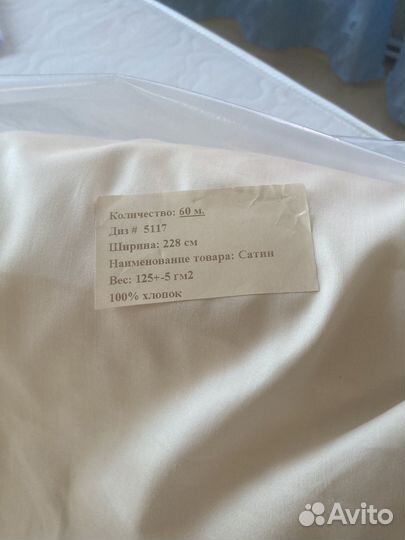 Количество: 60 м.
Диз # 5117
Ширина: 228 см
Наименование товара: Сатин
Вес: 125+-5 гм2
100% хлопок
Avito